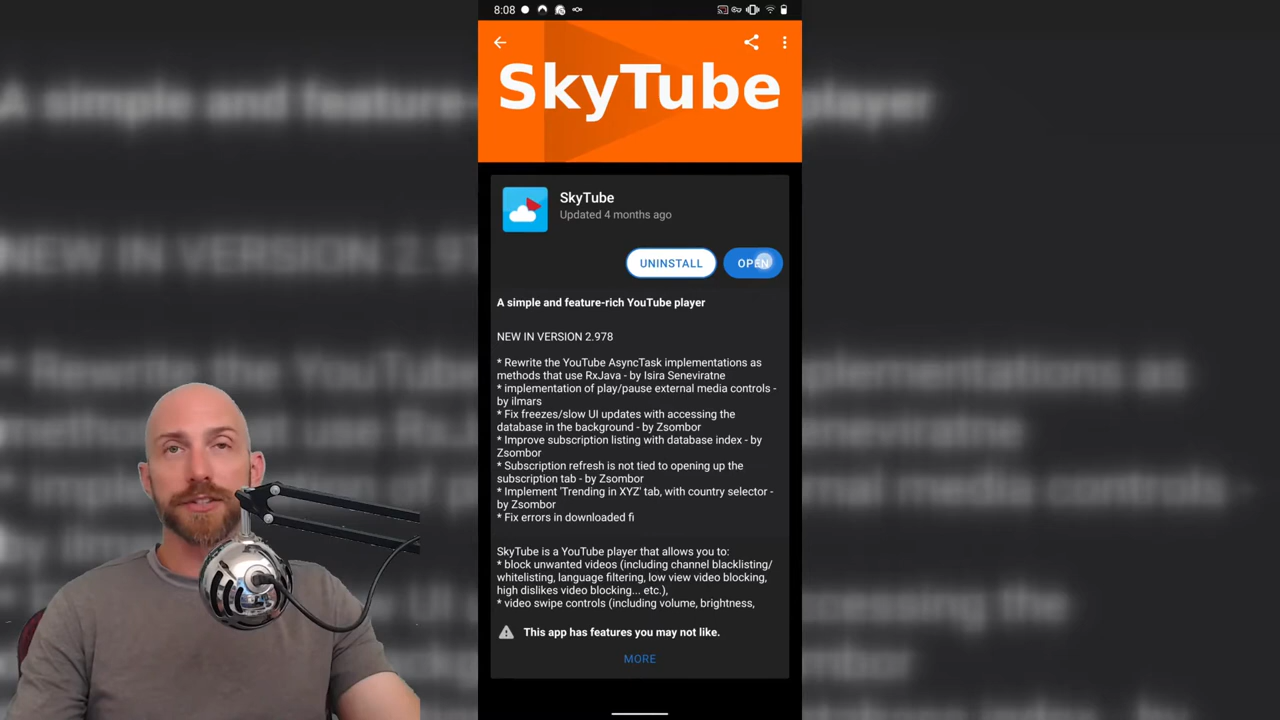 8:08
SkyTube
SkyTube
Updated 4 months ago
UNINSTALL
OPEN
A simple and feature-rich YouTube player
NEW IN VERSION 2.978
* Rewrite the YouTube AsyncTask implementations as
methods that use RxJava - by Isira Seneviratne
* implementation of play/pause external media controls -
by ilmars
* Fix freezes/slow UI updates with accessing the
database in the background - by Zsombor
* Improve subscription listing with database index - by
Zsombor
* Subscription refresh is not tied to opening up the
subscription tab - by Zsombor
* Implement 'Trending in XYZ' tab, with country selector -
by Zsombor
* Fix errors in downloaded fi
SkyTube is a YouTube player that allows you to:
* block unwanted videos (including channel blacklisting/
whitelisting, language filtering, low view video blocking,
high dislikes video blocking... etc.),
* video swipe controls (including volume, brightness,
This app has features you may not like.
MORE